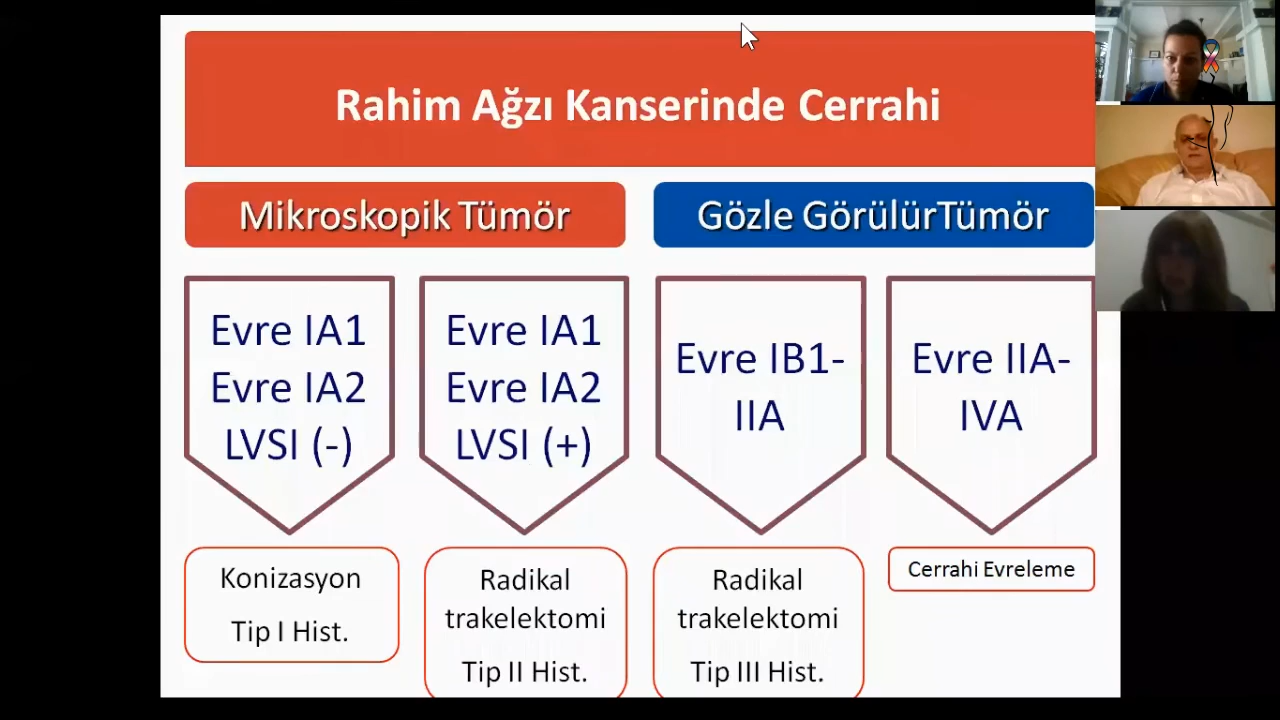 Rahim Ağzı Kanserinde Cerrahi
Mikroskopik Tümör
Gözle GörülürTümör
Evre IA1
Evre IA2
LVSI (-)
Evre IA1
Evre IA2
LVSI (+)
Evre IB1-
IIA
Evre IIA-
IVA
Konizasyon
Tip I Hist.
Radikal
trakelektomi
Tip II Hist.
Radikal
trakelektomi
Tip III Hist.
Cerrahi Evreleme